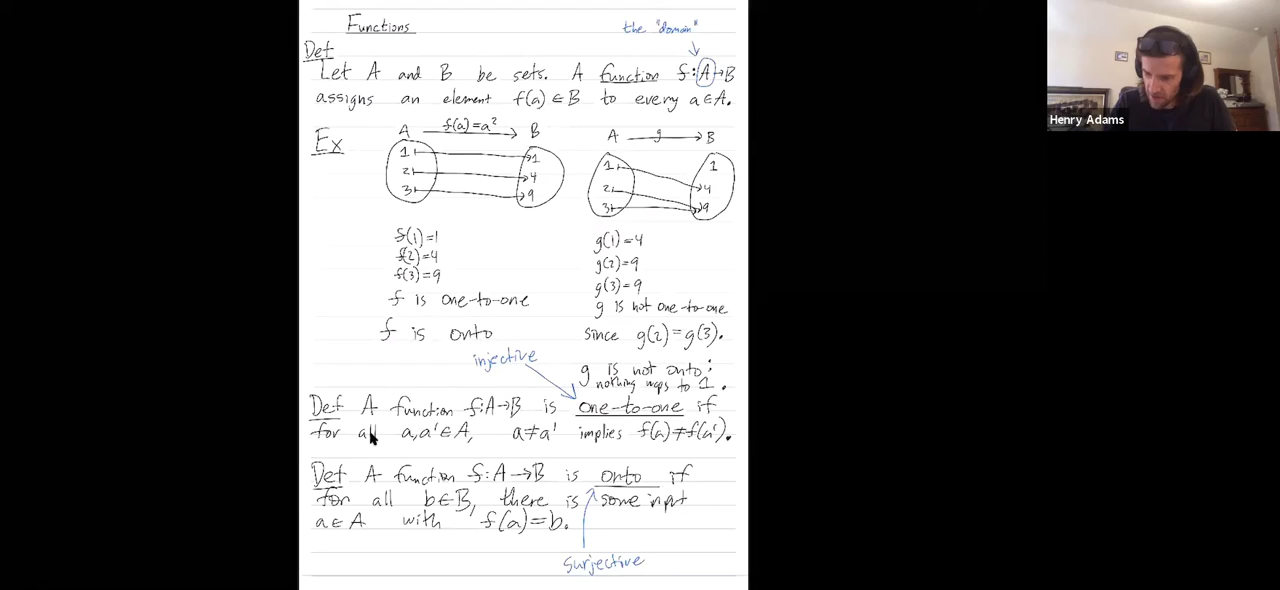 Functions
the "domain"
Def
Let A and B be sets. A function f:A→B
assigns an element f(a)∈B to every a∈A.
Ex
A f(a)=a² B
1 1
2 4
3 9
A g B
1 1
2 4
3 9
f(1)=1
f(2)=4
f(3)=9
f is one-to-one
f is onto
g(1)=4
g(2)=9
g(3)=9
g is not one-to-one
since g(2)=g(3).
g is not onto:
nothing maps to 1.
injective
Def A function f:A→B is one-to-one if
for all a,a'∈A, a≠a' implies f(a)≠f(a').
Def A function f:A→B is onto if
for all b∈B, there is some input
a∈A with f(a)=b.
surjective
Henry Adams